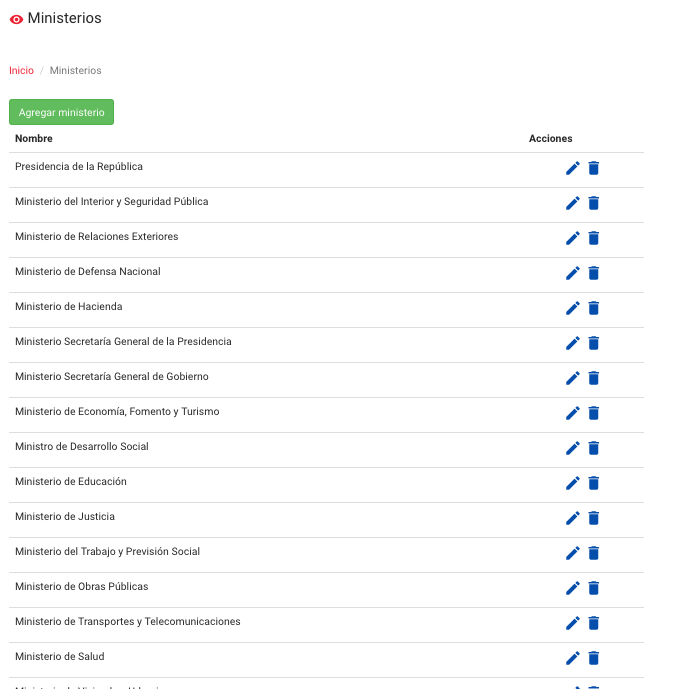 Ministerios
Inicio / Ministerios
Agregar ministerio
Nombre Acciones
Presidencia de la República
Ministerio del Interior y Seguridad Pública
Ministerio de Relaciones Exteriores
Ministerio de Defensa Nacional
Ministerio de Hacienda
Ministerio Secretaría General de la Presidencia
Ministerio Secretaría General de Gobierno
Ministerio de Economía, Fomento y Turismo
Ministro de Desarrollo Social
Ministerio de Educación
Ministerio de Justicia
Ministerio del Trabajo y Previsión Social
Ministerio de Obras Públicas
Ministerio de Transportes y Telecomunicaciones
Ministerio de Salud